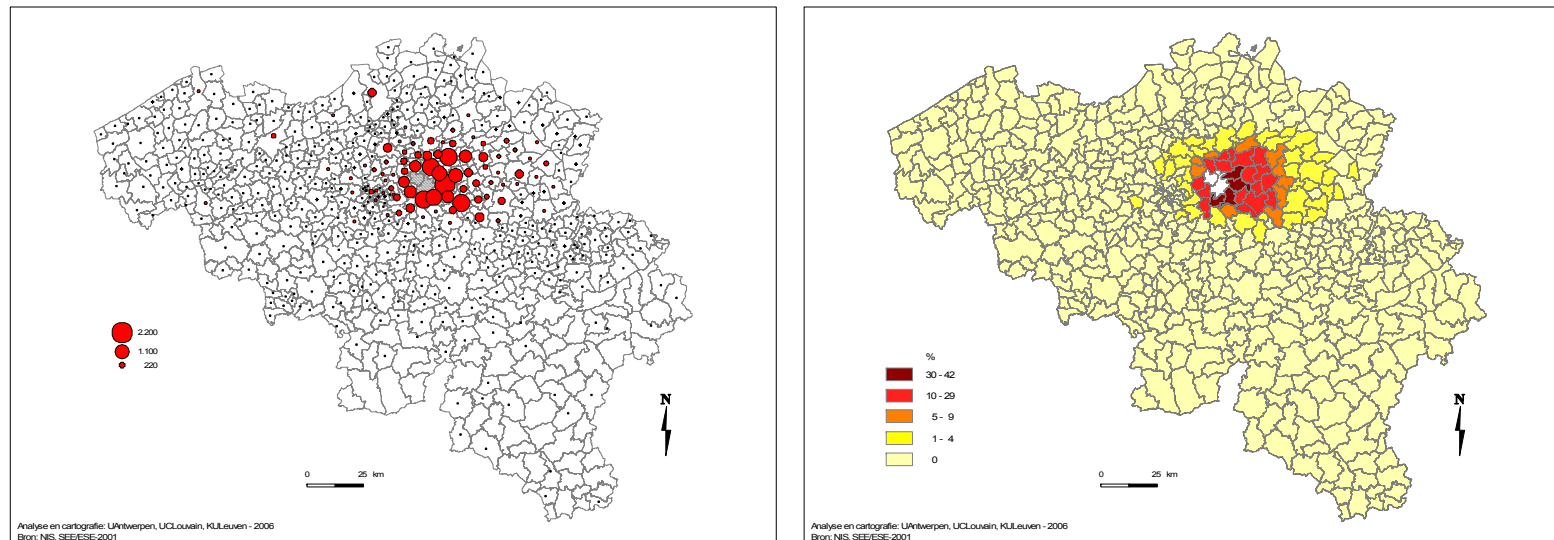 2.200
1.100
220
N
0 25 km
Analyse en cartografie: UAntwerpen, UCLouvain, KULeuven - 2006
Bron: NIS, SEE/ESE-2001
%
30 - 42
10 - 29
5 - 9
1 - 4
0
N
0 25 km
Analyse en cartografie: UAntwerpen, UCLouvain, KULeuven - 2006
Bron: NIS, SEE/ESE-2001